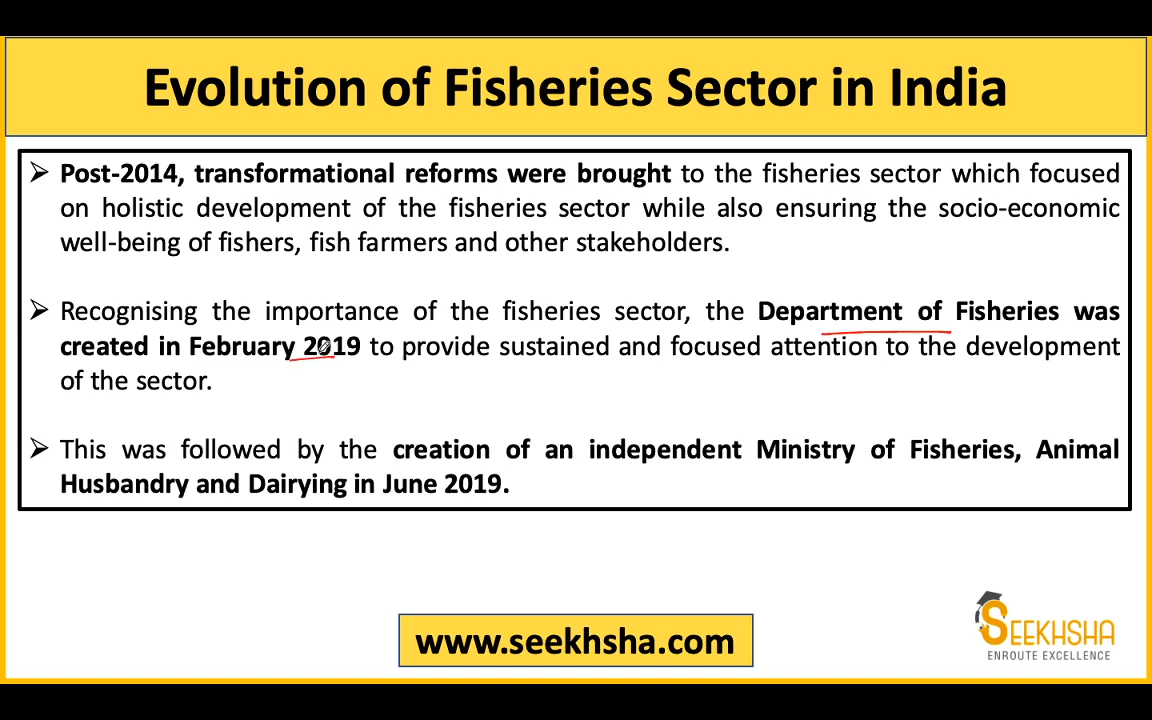 Evolution of Fisheries Sector in India
Post-2014, transformational reforms were brought to the fisheries sector which focused
on holistic development of the fisheries sector while also ensuring the socio-economic
well-being of fishers, fish farmers and other stakeholders.
Recognising the importance of the fisheries sector, the Department of Fisheries was
created in February 2019 to provide sustained and focused attention to the development
of the sector.
This was followed by the creation of an independent Ministry of Fisheries, Animal
Husbandry and Dairying in June 2019.
www.seekhsha.com
SEEKHSHA
ENROUTE EXCELLENCE